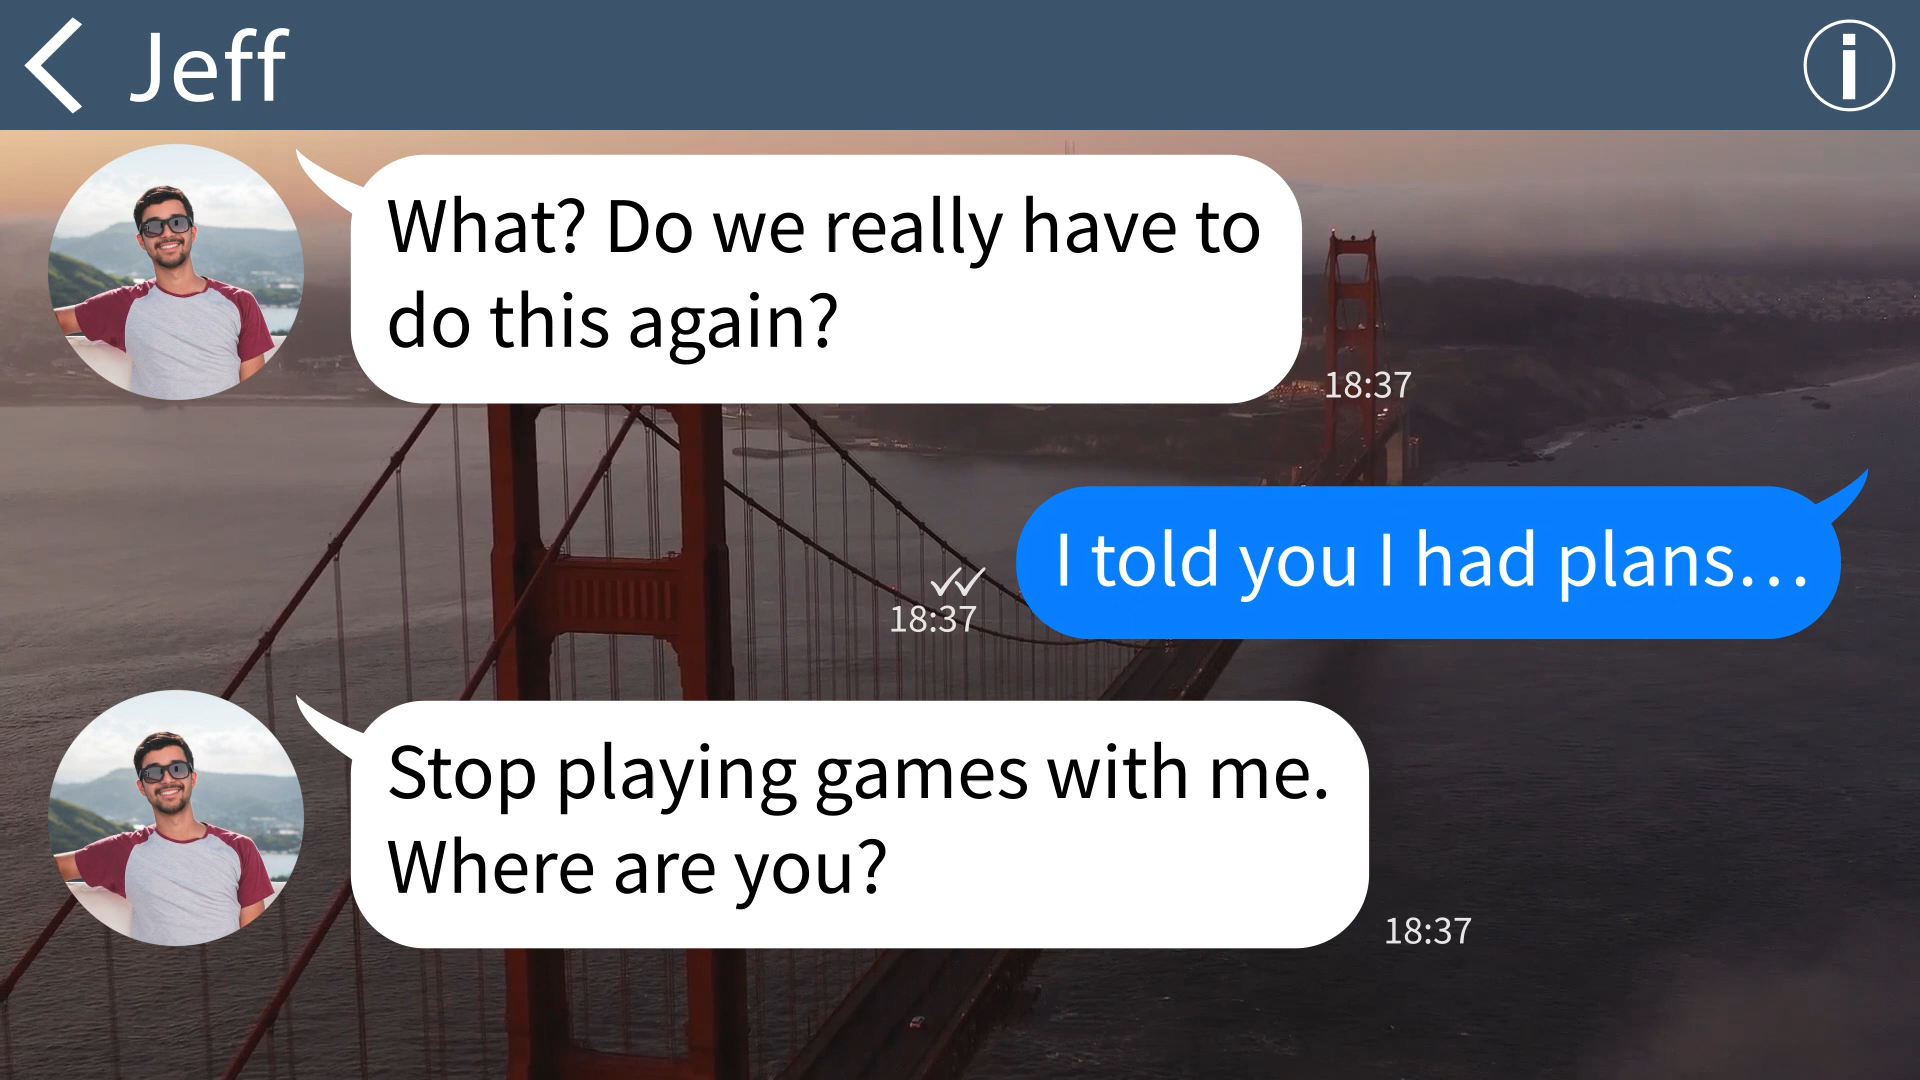 Jeff
What? Do we really have to
do this again?
18:37
I told you I had plans...
18:37
Stop playing games with me.
Where are you?
18:37